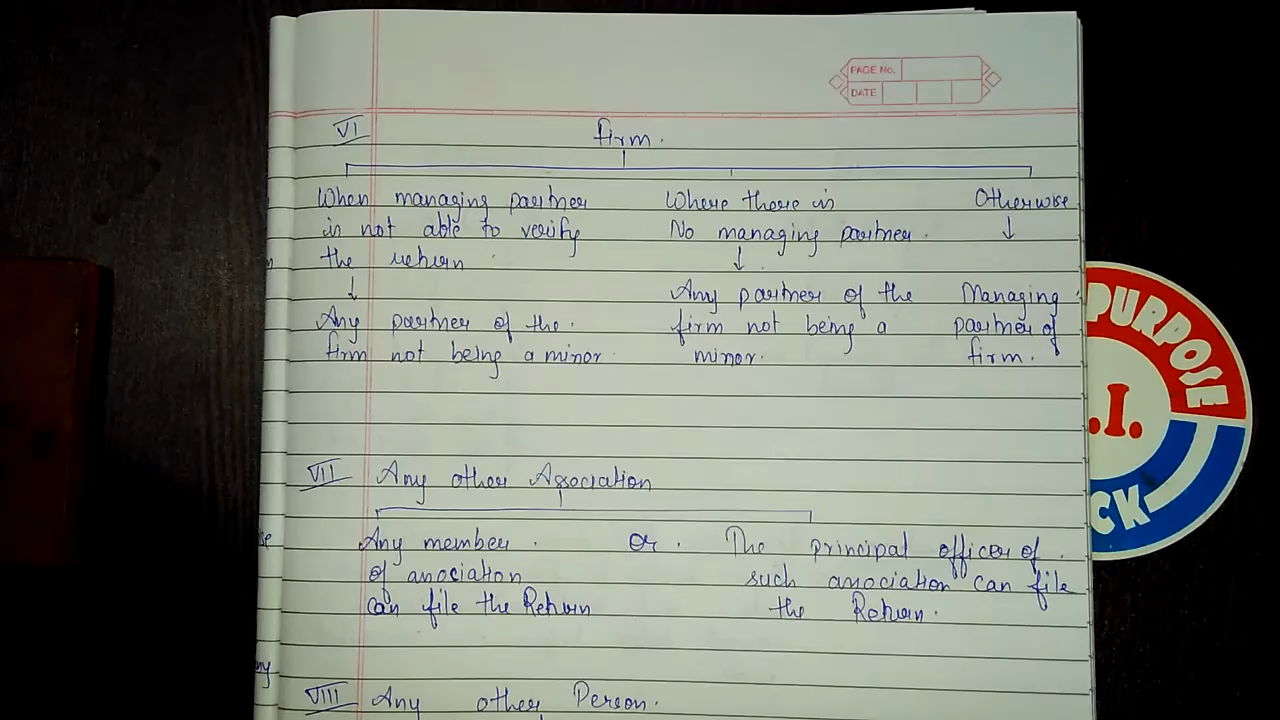 PAGE No.
DATE
VI firm.
When managing partner
is not able to verify
the return
↓
Any partner of the
firm not being a minor
Where there is
No managing partner.
↓
Any partner of the
firm not being a
minor.
Otherwise
↓
Managing
partner of
firm.
VII Any other Association
Any member
of association
can file the Return
Or.
The principal officer of
such association can file
the Return.
VIII Any other Person.
PURPOSE
.I.
CK